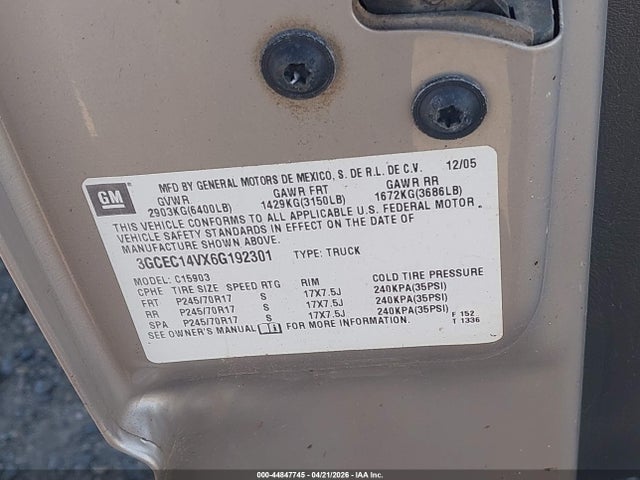 GM
MFD BY GENERAL MOTORS DE MEXICO, S. DE R.L. DE C.V. 12/05
GVWR GAWR FRT GAWR RR
2903KG(6400LB) 1429KG(3150LB) 1672KG(3686LB)
THIS VEHICLE CONFORMS TO ALL APPLICABLE U.S. FEDERAL MOTOR
VEHICLE SAFETY STANDARDS IN EFFECT ON THE DATE OF
MANUFACTURE SHOWN ABOVE.
3GCEC14VX6G192301 TYPE: TRUCK
MODEL: C15903
CPHE TIRE SIZE SPEED RTG RIM COLD TIRE PRESSURE
FRT P245/70R17 S 17X7.5J 240KPA(35PSI)
RR P245/70R17 S 17X7.5J 240KPA(35PSI)
SPA P245/70R17 S 17X7.5J 240KPA(35PSI)
SEE OWNER'S MANUAL FOR MORE INFORMATION. F 152
T 1336
000-44847745 - 04/21/2026 - IAA Inc.